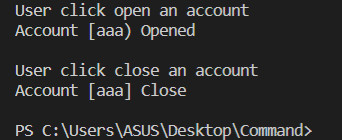 User click open an account
Account [aaa) Opened
User click close an account
Account [aaa] Close
PS C:\Users\ASUS\Desktop\Command>